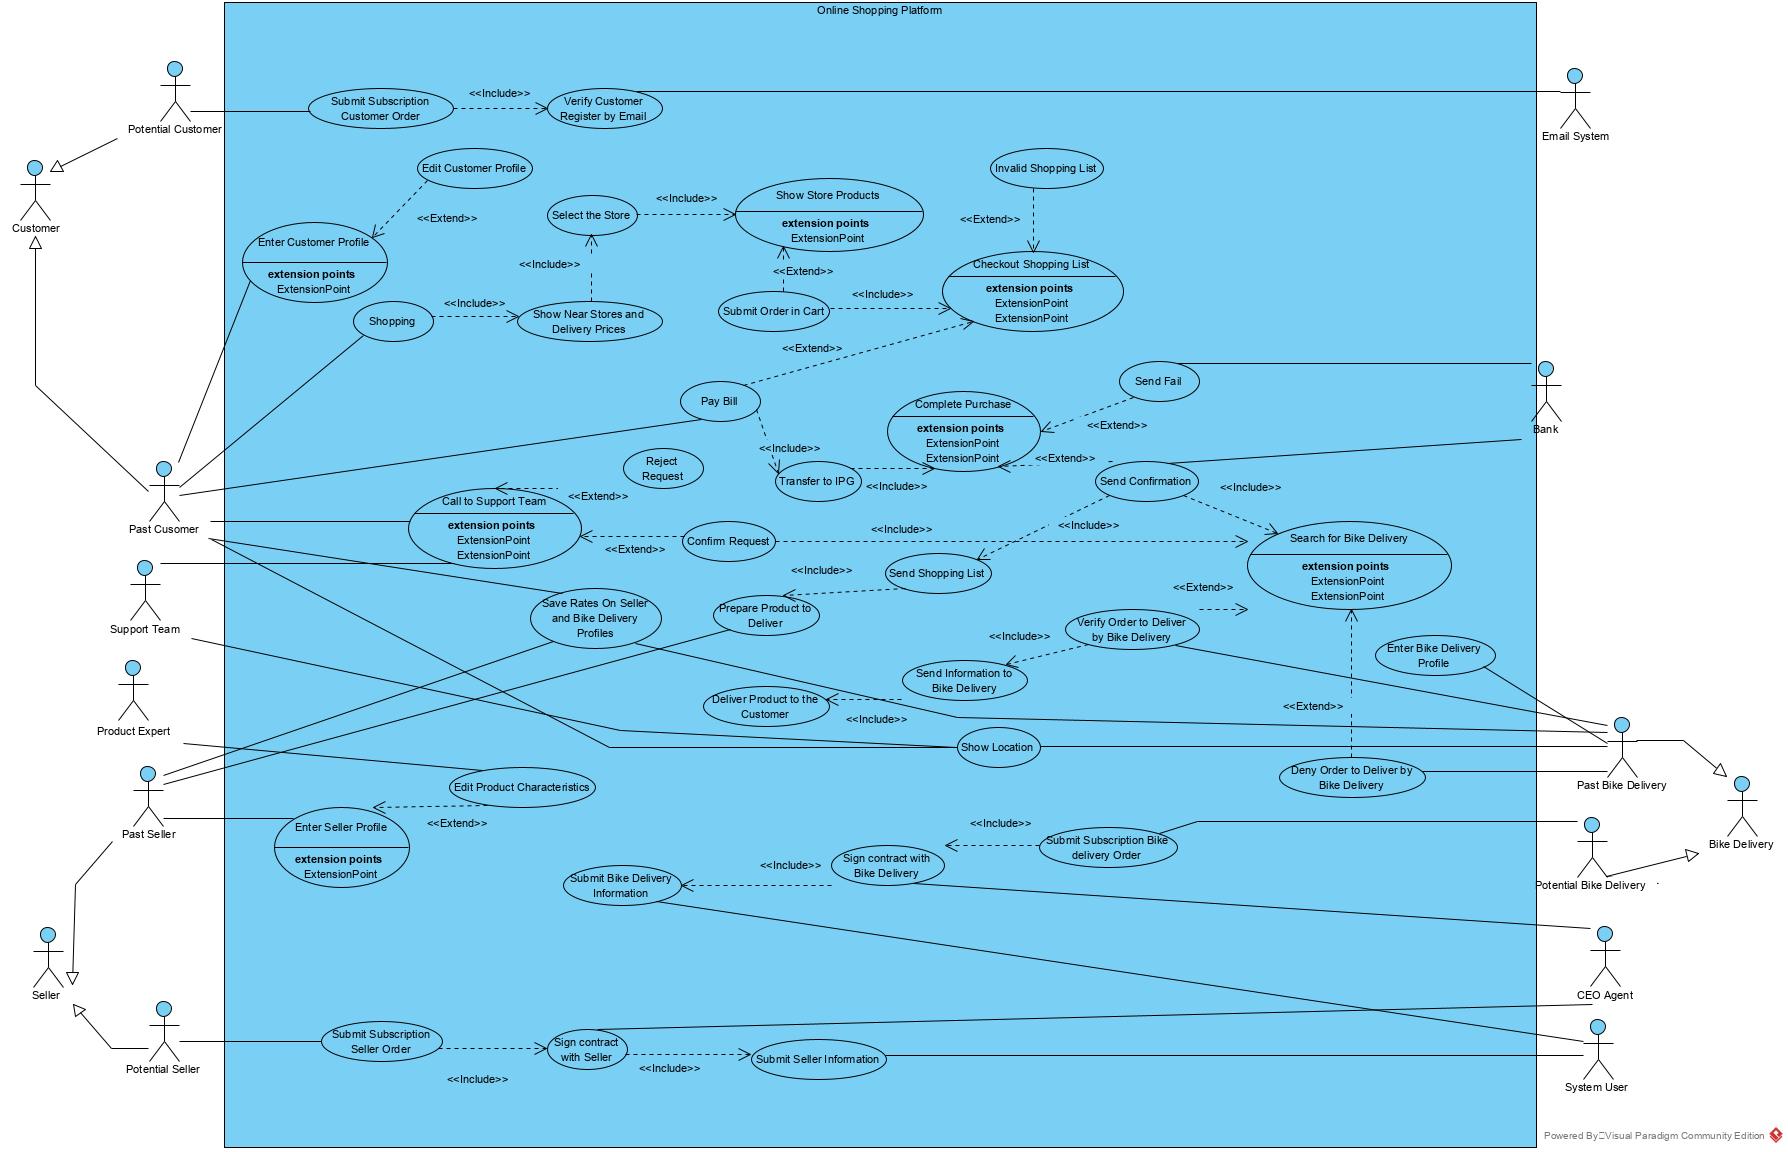 Online Shopping Platform
Potential Customer
Submit Subscription
Customer Order
<<Include>>
Verify Customer
Register by Email
Email System
Customer
Edit Customer Profile
<<Extend>>
Enter Customer Profile
extension points
ExtensionPoint
Select the Store
<<Include>>
Show Store Products
extension points
ExtensionPoint
Invalid Shopping List
<<Extend>>
Checkout Shopping List
extension points
ExtensionPoint
ExtensionPoint
<<Include>>
<<Extend>>
Shopping
<<Include>>
Show Near Stores and
Delivery Prices
Submit Order in Cart
<<Include>>
<<Extend>>
Pay Bill
Send Fail
<<Extend>>
Bank
Complete Purchase
extension points
ExtensionPoint
ExtensionPoint
<<Include>>
<<Extend>>
Reject
Request
Transfer to IPG
<<Include>>
Send Confirmation
<<Include>>
<<Include>>
Past Cusomer
Call to Support Team
extension points
ExtensionPoint
ExtensionPoint
<<Extend>>
<<Extend>>
Confirm Request
<<Include>>
Search for Bike Delivery
extension points
ExtensionPoint
ExtensionPoint
Send Shopping List
<<Include>>
<<Extend>>
Support Team
Save Rates On Seller
and Bike Delivery
Profiles
Prepare Product to
Deliver
Verify Order to Deliver
by Bike Delivery
<<Include>>
Enter Bike Delivery
Profile
Send Information to
Bike Delivery
Deliver Product to the
Customer
<<Include>>
<<Extend>>
Product Expert
Show Location
Past Bike Delivery
Deny Order to Deliver by
Bike Delivery
Edit Product Characteristics
<<Extend>>
Past Seller
Enter Seller Profile
extension points
ExtensionPoint
<<Include>>
Submit Subscription Bike
delivery Order
Bike Delivery
Sign contract with
Bike Delivery
<<Include>>
Submit Bike Delivery
Information
Potential Bike Delivery
Seller
CEO Agent
Potential Seller
Submit Subscription
Seller Order
<<Include>>
Sign contract
with Seller
<<Include>>
Submit Seller Information
System User
Powered By Visual Paradigm Community Edition